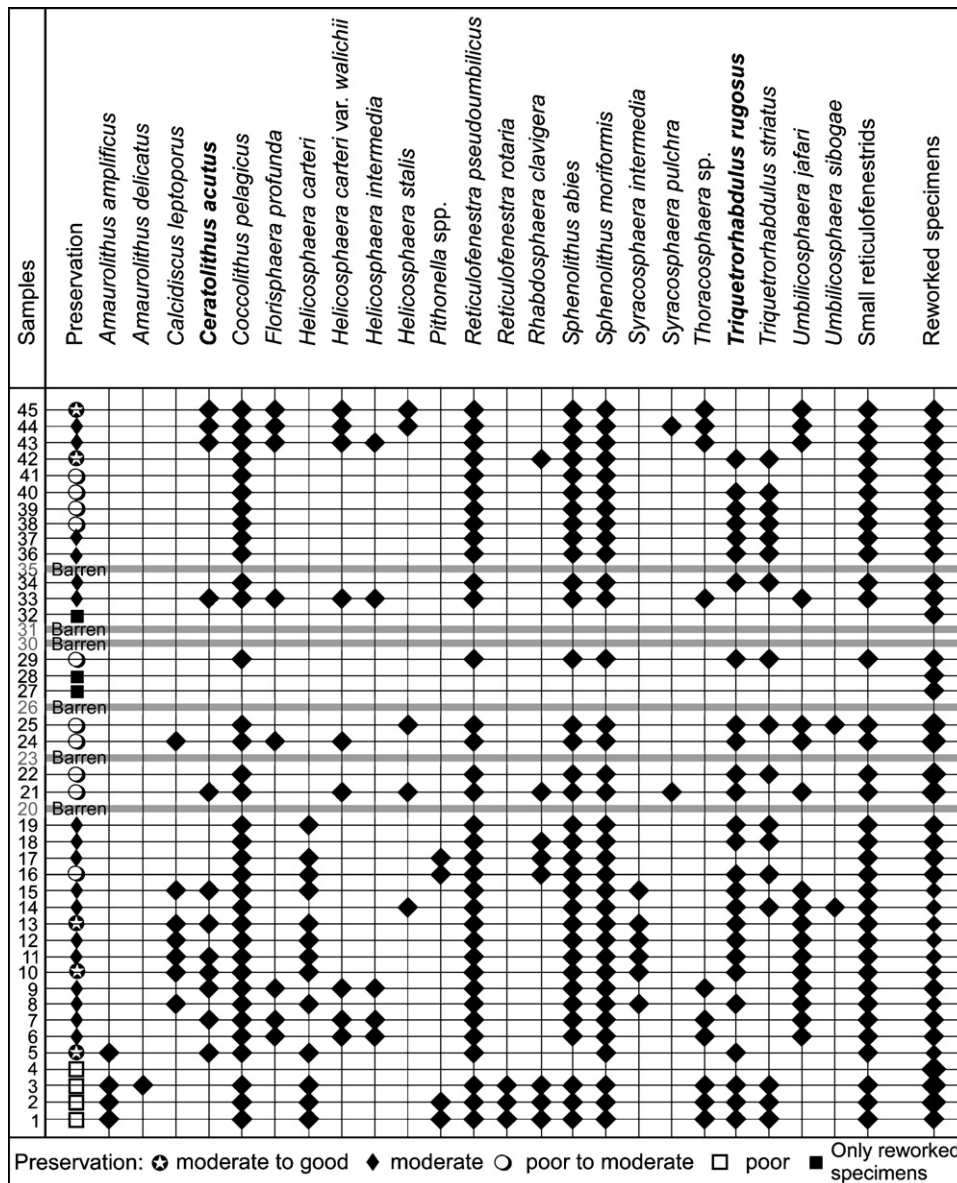 Samples
Preservation
Amaurolithus amplificus
Amaurolithus delicatus
Calcidiscus leptoporus
Ceratolithus acutus
Coccolithus pelagicus
Florisphaera profunda
Helicosphaera carteri
Helicosphaera carteri var. walichii
Helicosphaera intermedia
Helicosphaera stalis
Pithonella spp.
Reticulofenestra pseudoumbilicus
Reticulofenestra rotaria
Rhabdosphaera clavigera
Sphenolithus abies
Sphenolithus moriformis
Syracosphaera intermedia
Syracosphaera pulchra
Thoracosphaera sp.
Triquetrorhabdulus rugosus
Triquetrorhabdulus striatus
Umbilicosphaera jafari
Umbilicosphaera sibogae
Small reticulofenestrids
Reworked specimens
45
44
43
42
41
40
39
38
37
36
35 Barren
34
33
32
31 Barren
30 Barren
29
28
27
26 Barren
25
24
23 Barren
22
21
20 Barren
19
18
17
16
15
14
13
12
11
10
9
8
7
6
5
4
3
2
1
Preservation: moderate to good moderate poor to moderate poor Only reworked
specimens